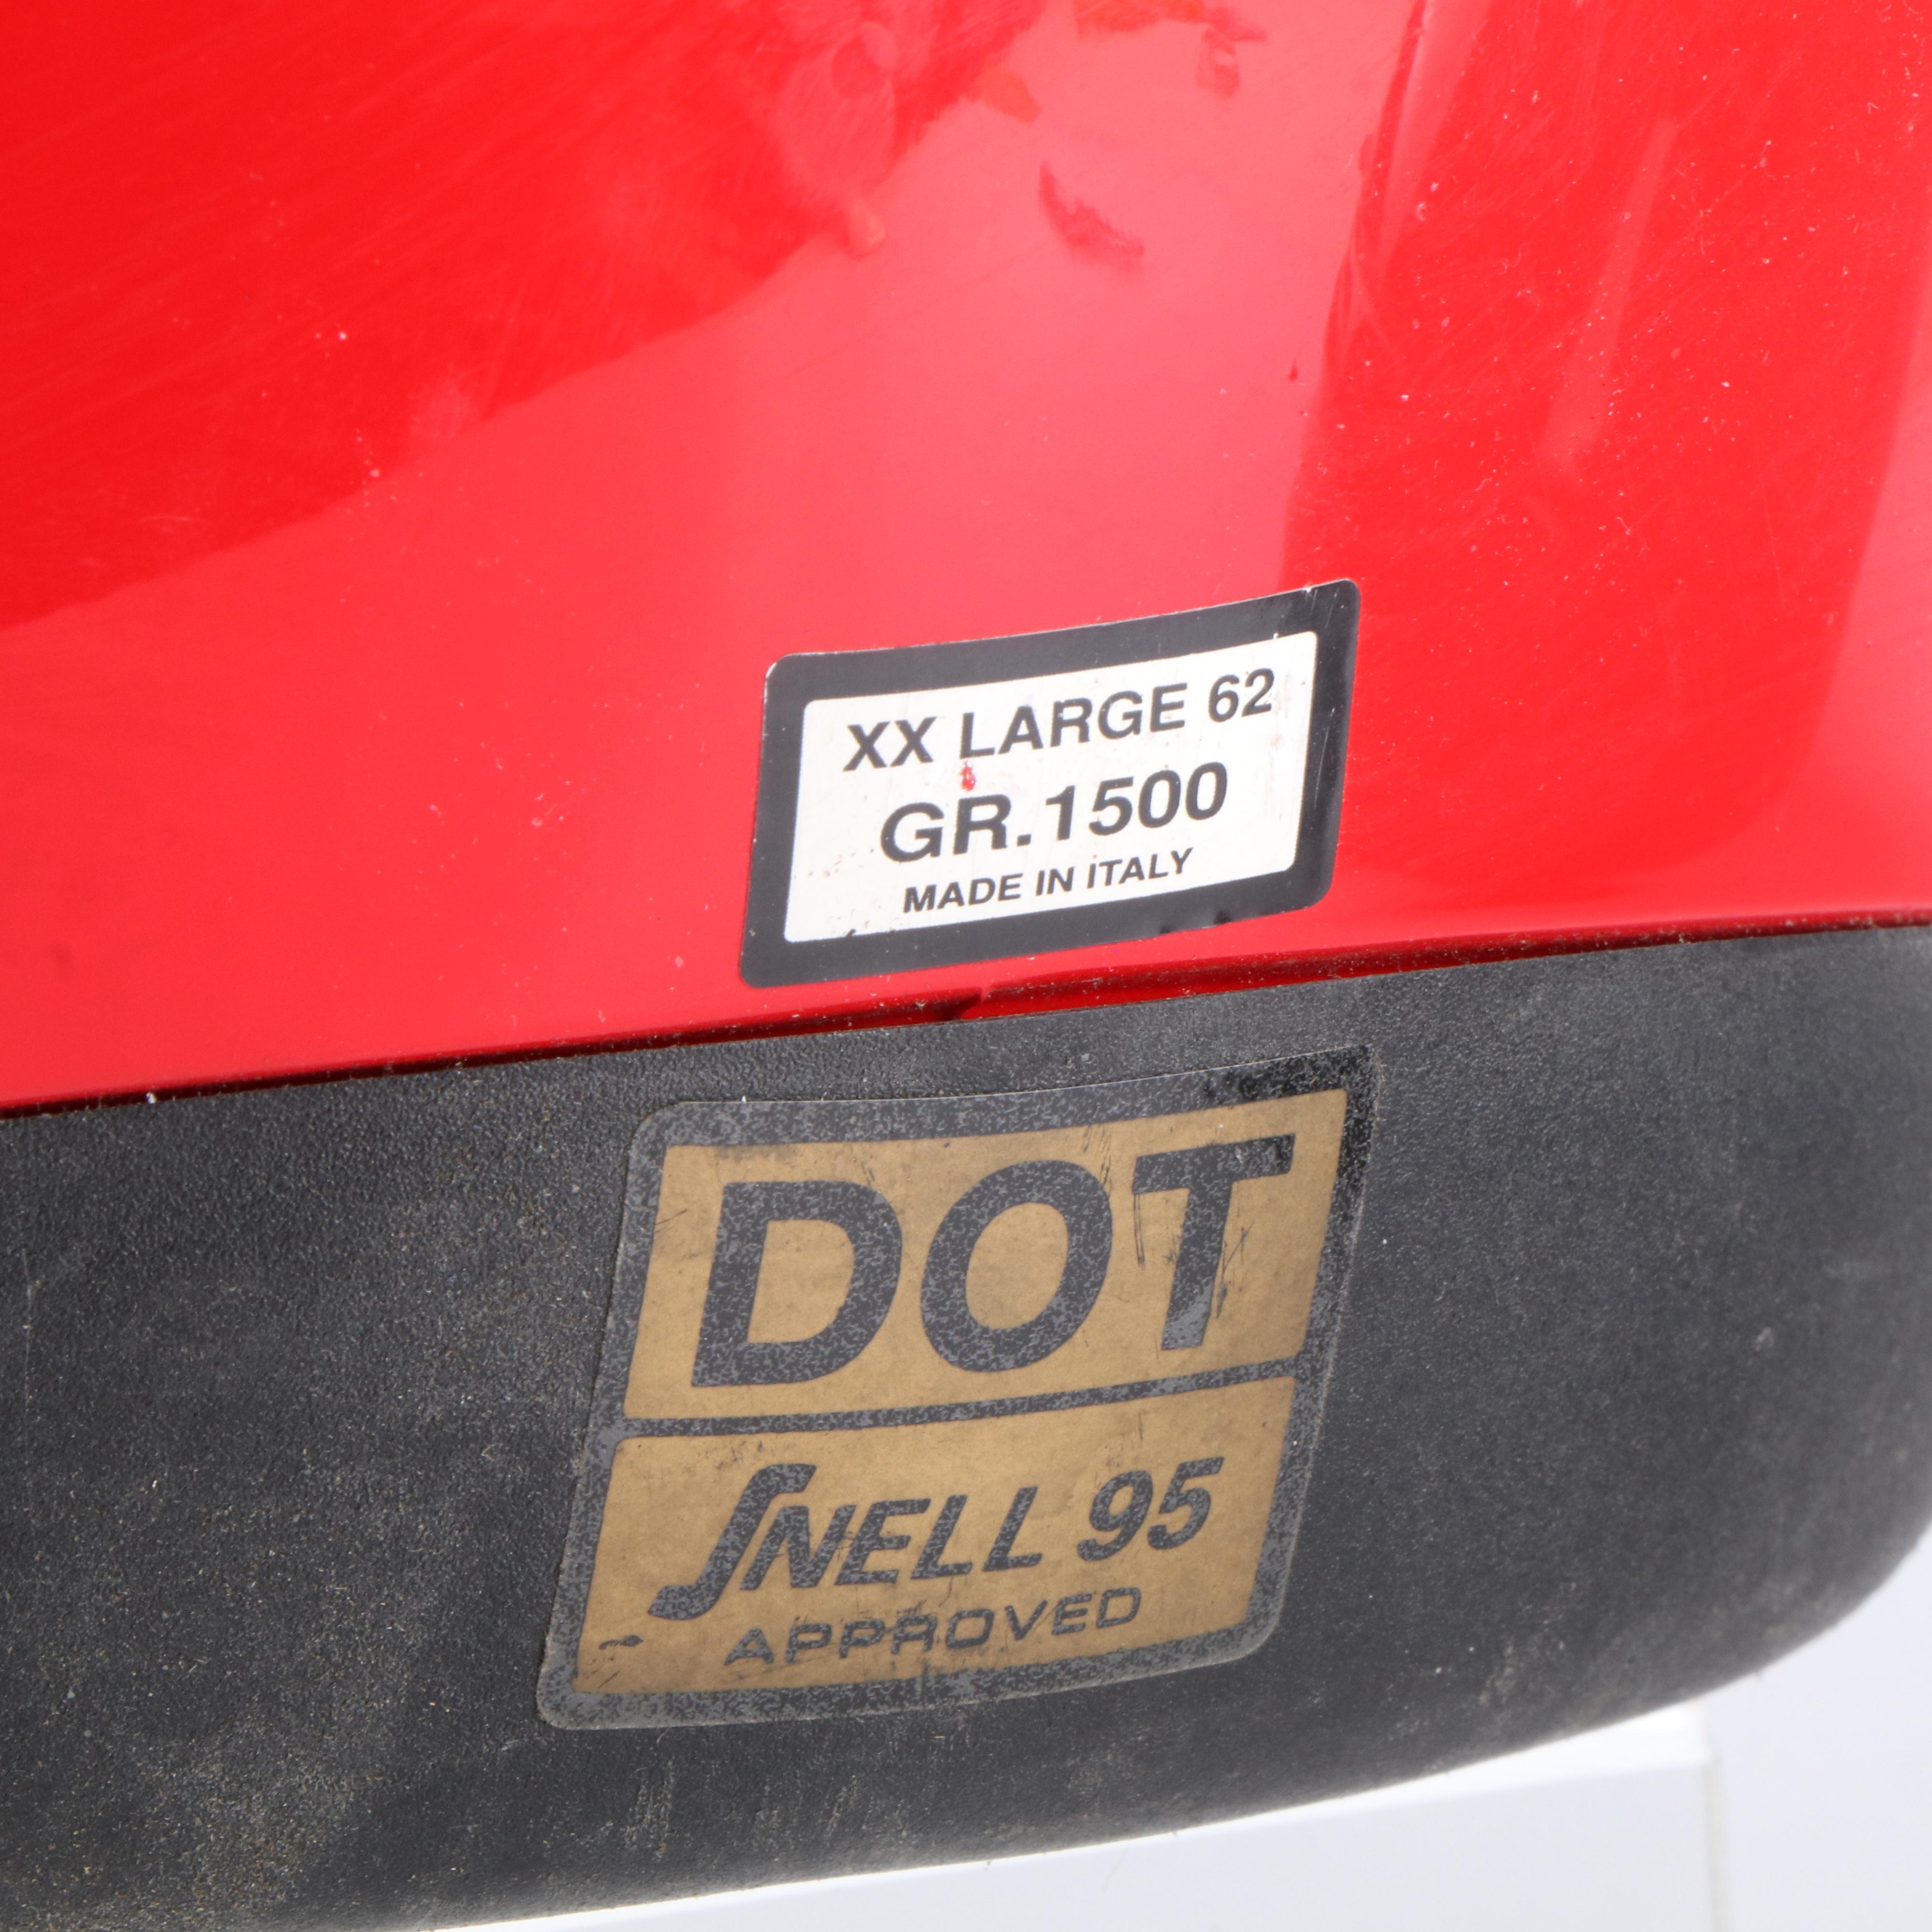 XX LARGE 62
GR.1500
MADE IN ITALY
DOT
SNELL 95
APPROVED